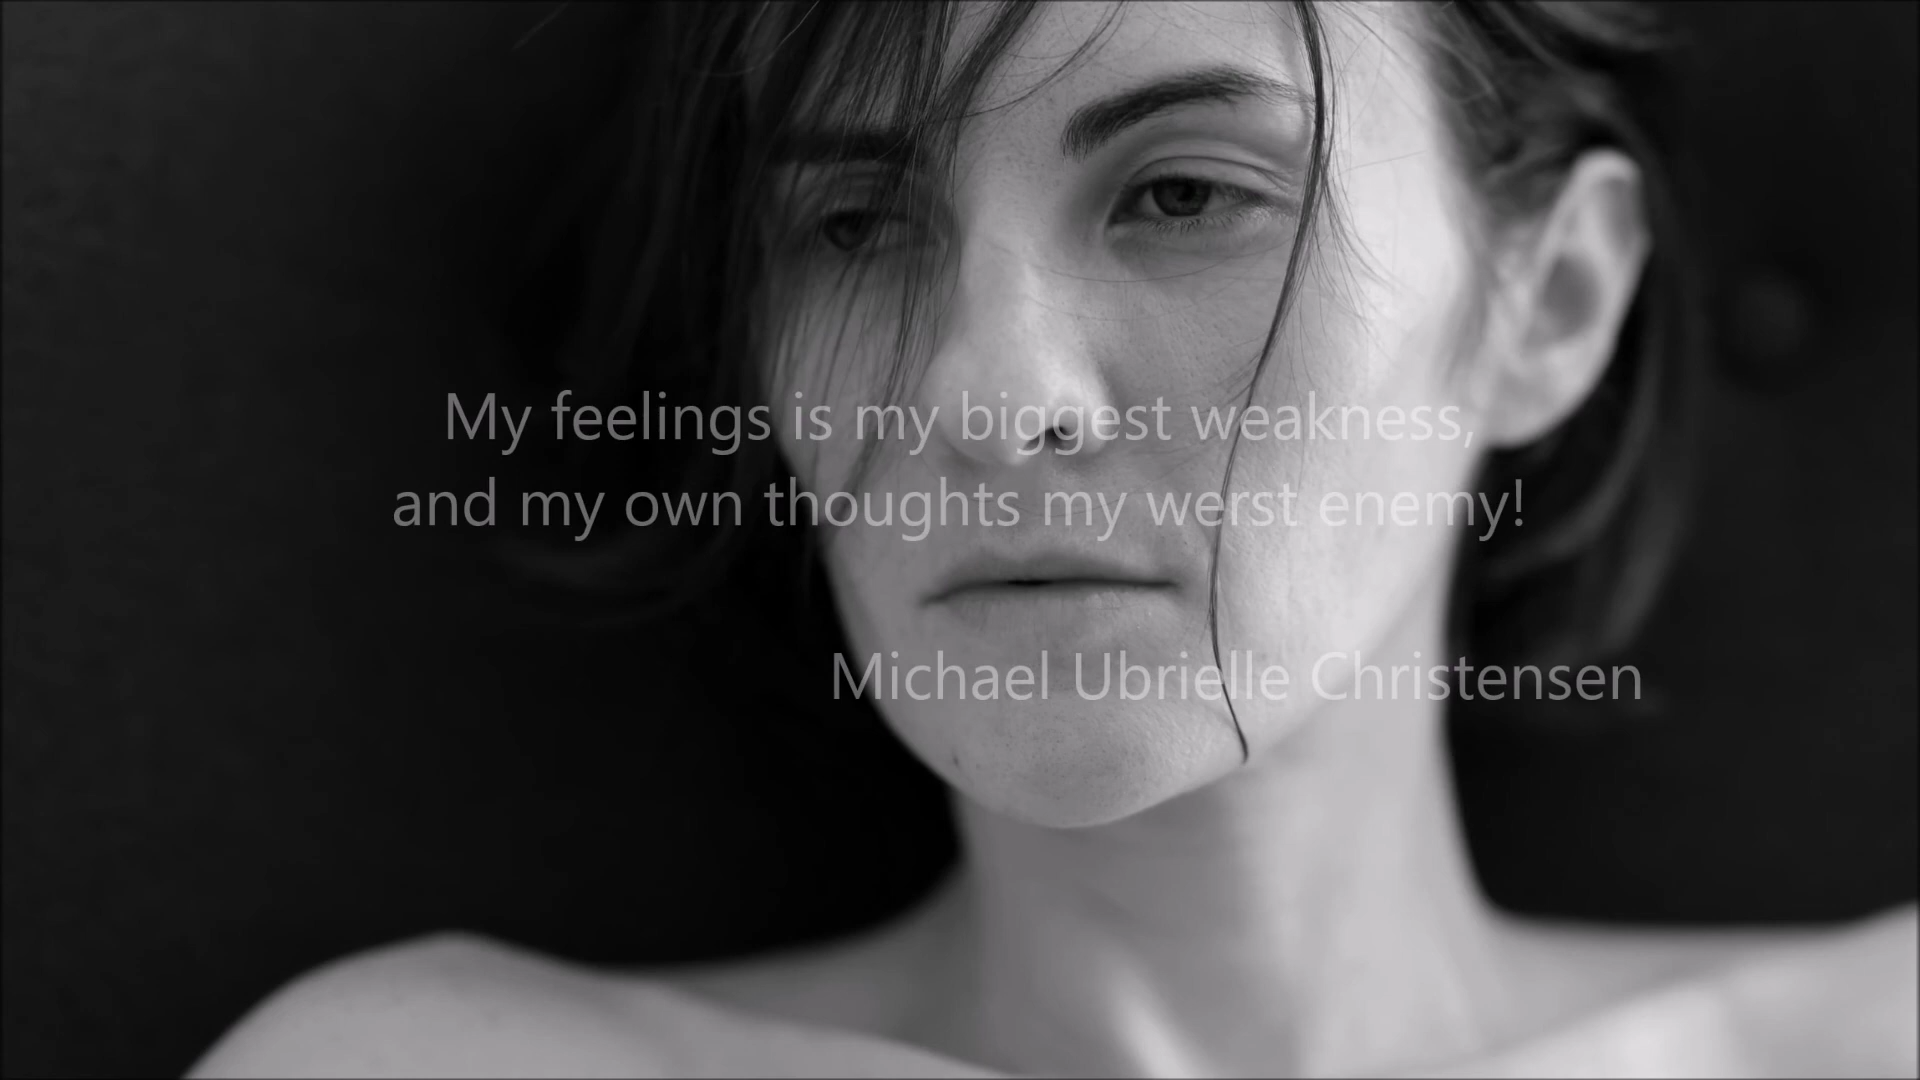 My feelings is my biggest weakness,
and my own thoughts my werst enemy!
Michael Ubrielle Christensen